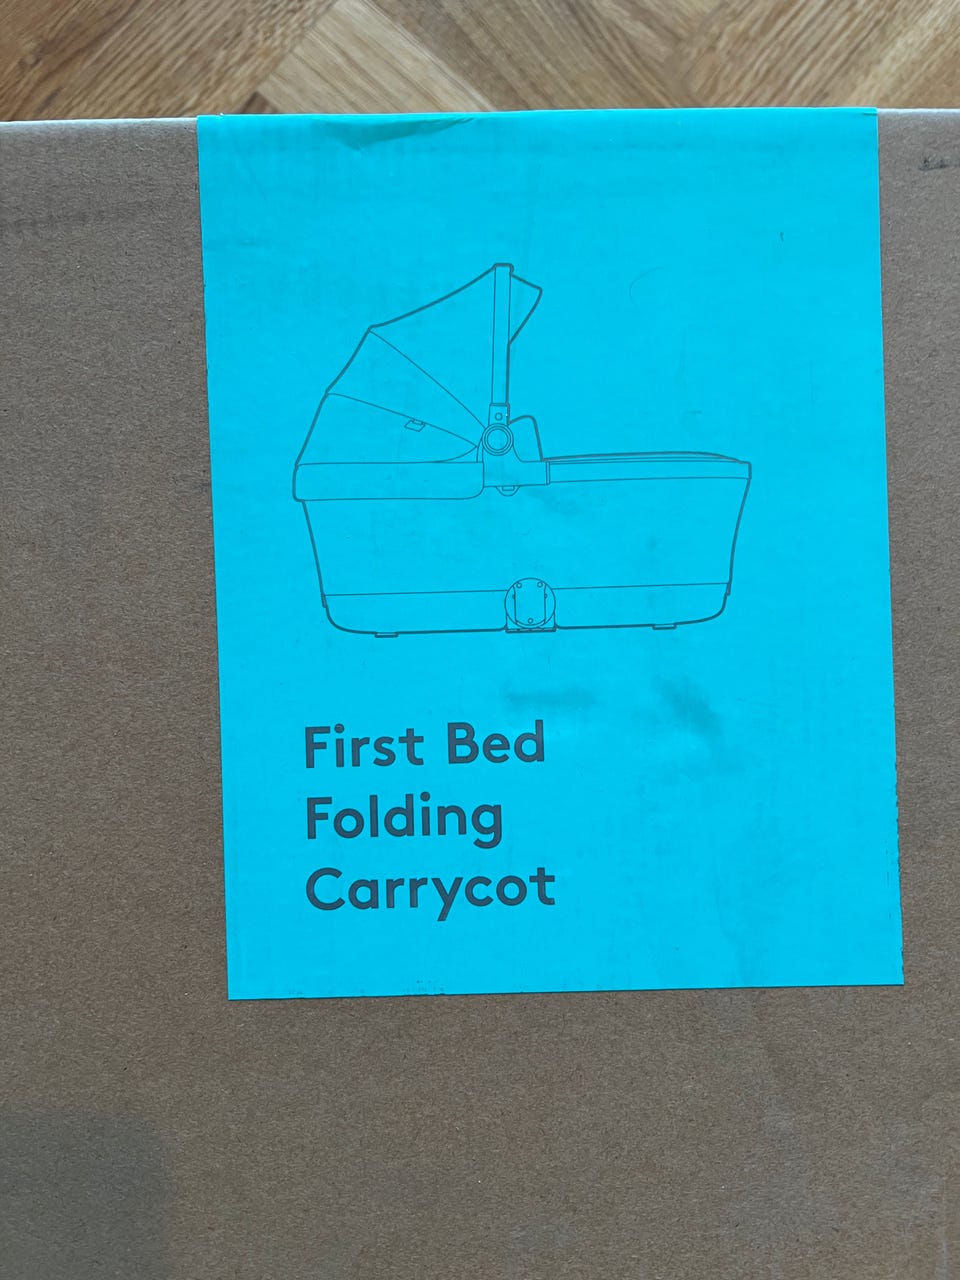 First Bed
Folding
Carrycot